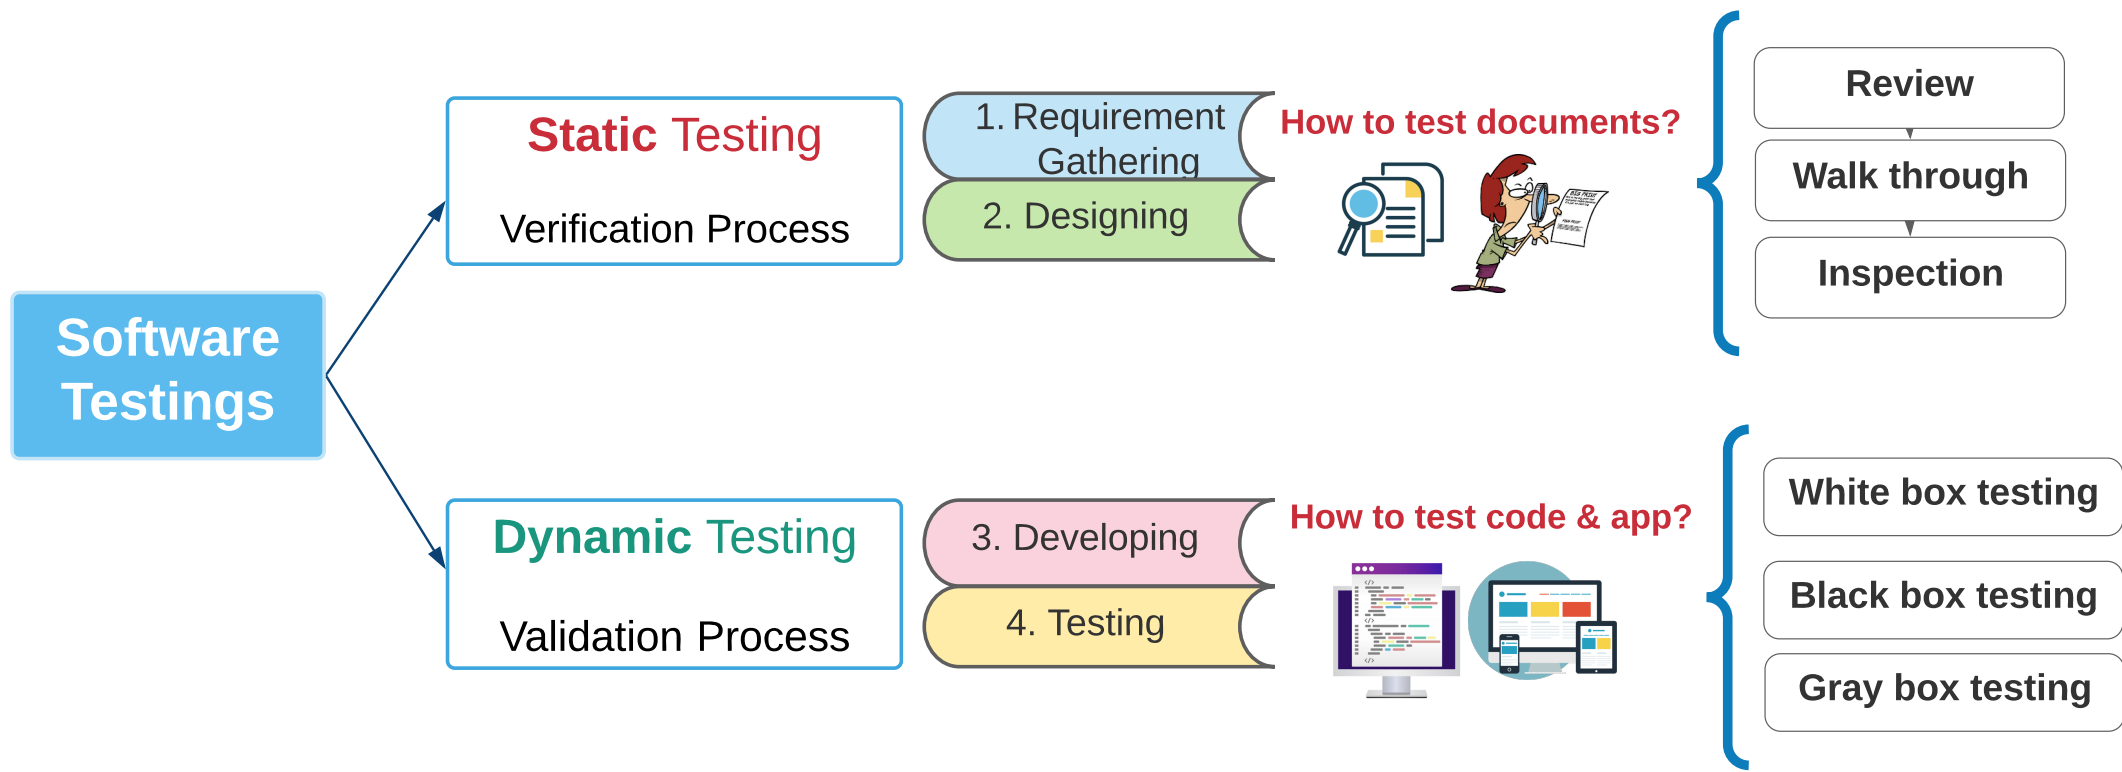 Software
Testings
Static Testing
Verification Process
1. Requirement
Gathering
2. Designing
How to test documents?
BIG PRINT
Review
Walk through
Inspection
Dynamic Testing
Validation Process
3. Developing
4. Testing
How to test code & app?
</>
</>
</>
White box testing
Black box testing
Gray box testing